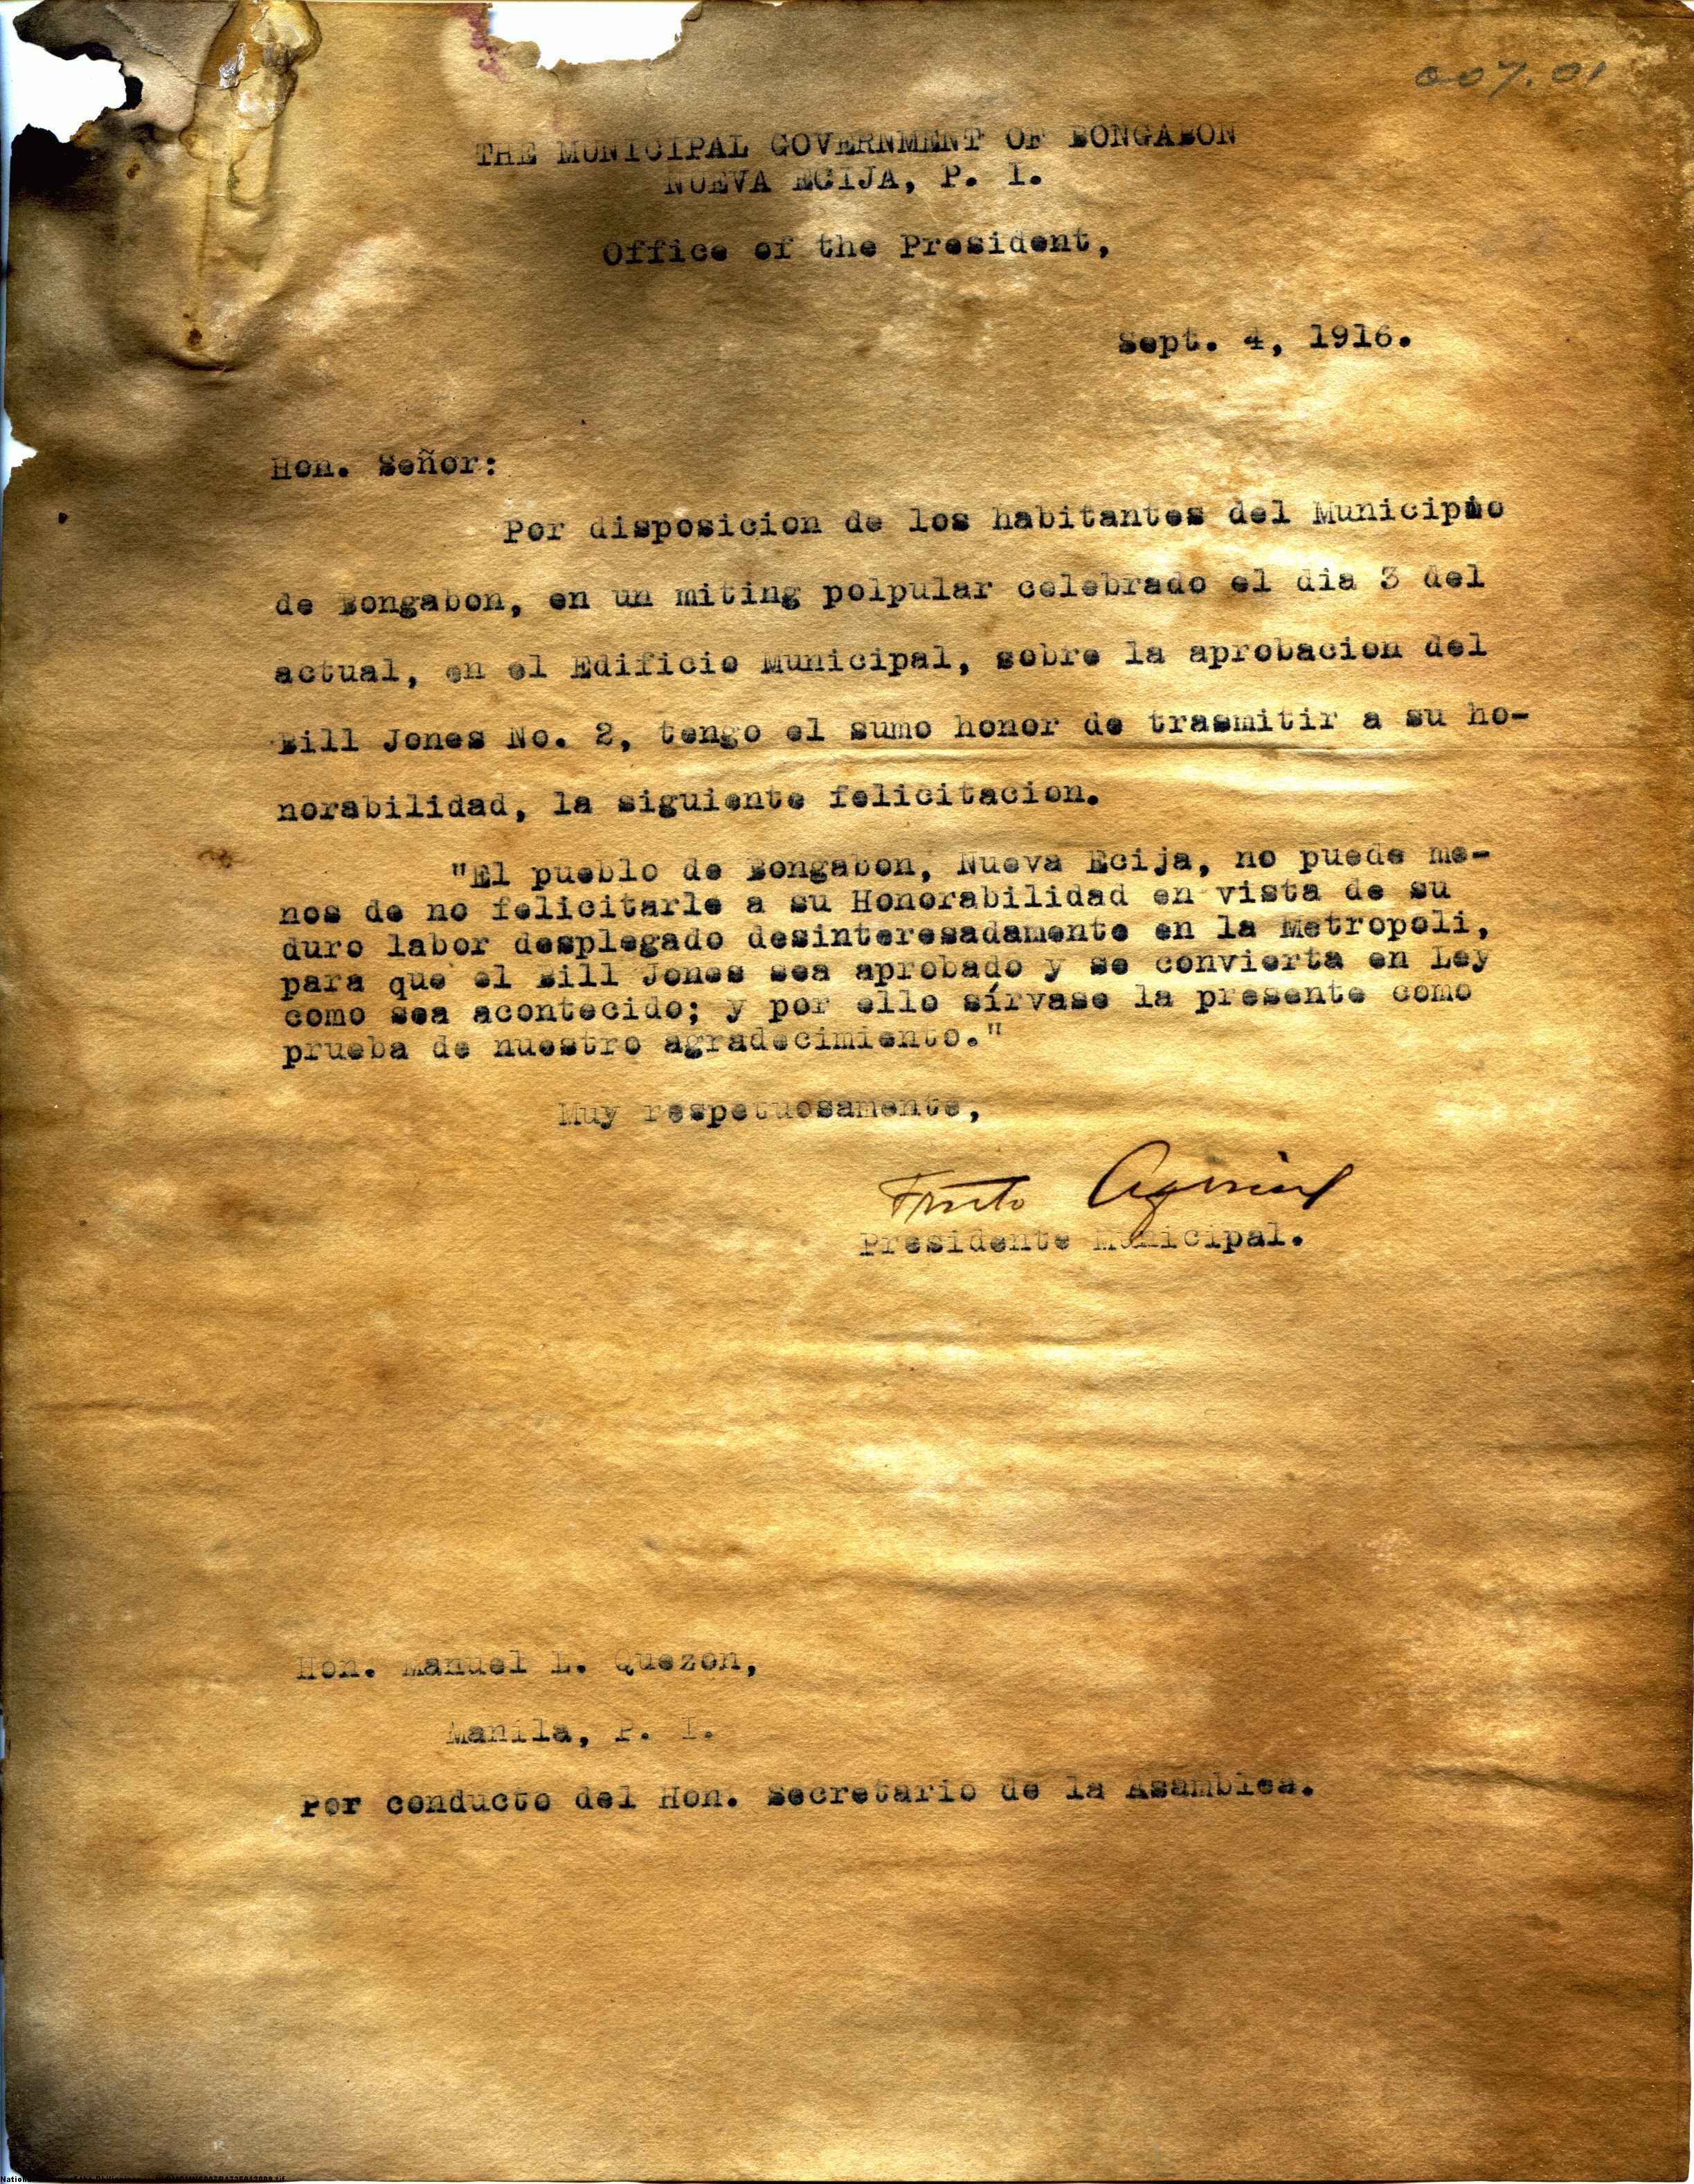 007.01
THE MUNICIPAL GOVERNMENT OF BONGABON
NUEVA ECIJA, P. I.
Office of the President,
Sept. 4, 1916.
Hon. Señor:
Por disposicion de los habitantes del Municipio
de Bongabon, en un miting polpular celebrado el dia 3 del
actual, en el Edificio Municipal, sobre la aprobacion del
Bill Jones No. 2, tengo el sumo honor de trasmitir a su ho-
norabilidad, la siguiente felicitacion.
"El pueblo de Bongabon, Nueva Ecija, no puede me-
nos de no felicitarle a su Honorabilidad en vista de su
duro labor desplegado desinteresadamente en la Metropoli,
para que el Bill Jones sea aprobado y se convierta en Ley
como sea acontecido; y por ello sírvase la presente como
prueba de nuestro agradecimiento."
Muy respetuosamente,
Presidente Municipal.
Hon. Manuel L. Quezon,
Manila, P. I.
Por conducto del Hon. Secretario de la Asamblea.